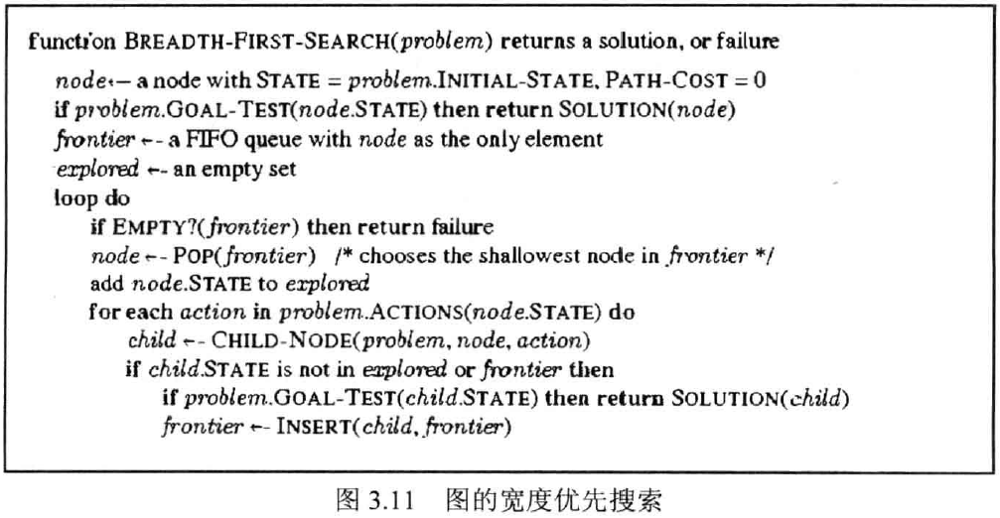 function BREADTH-FIRST-SEARCH(problem) returns a solution, or failure
node ← a node with STATE = problem.INITIAL-STATE, PATH-COST = 0
if problem.GOAL-TEST(node.STATE) then return SOLUTION(node)
frontier ← a FIFO queue with node as the only element
explored ← an empty set
loop do
if EMPTY?(frontier) then return failure
node ← POP(frontier) /* chooses the shallowest node in frontier */
add node.STATE to explored
for each action in problem.ACTIONS(node.STATE) do
child ← CHILD-NODE(problem, node, action)
if child.STATE is not in explored or frontier then
if problem.GOAL-TEST(child.STATE) then return SOLUTION(child)
frontier ← INSERT(child, frontier)
图 3.11 图的宽度优先搜索